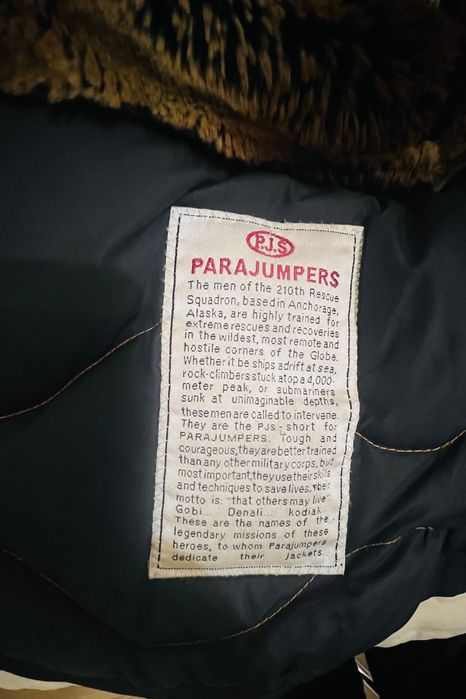 P.J.S
PARAJUMPERS
The men of the 210th Rescue
Squadron, based in Anchorage,
Alaska, are highly trained for
extreme rescues and recoveries
in the wildest, most remote and
hostile corners of the Globe.
Whether it be ships adrift at sea,
rock-climbers stuck atop a 4,000-
meter peak, or submariners
sunk at unimaginable depths,
these men are called to intervene.
They are the PJs - short for
PARAJUMPERS. Tough and
courageous, they are better trained
than any other military corps, but
most important, they use their skills
and techniques to save lives, their
motto is: "that others may live"
Gobi... Denali... kodiak...
These are the names of the
legendary missions of these
heroes, to whom Parajumpers
dedicate their jackets.